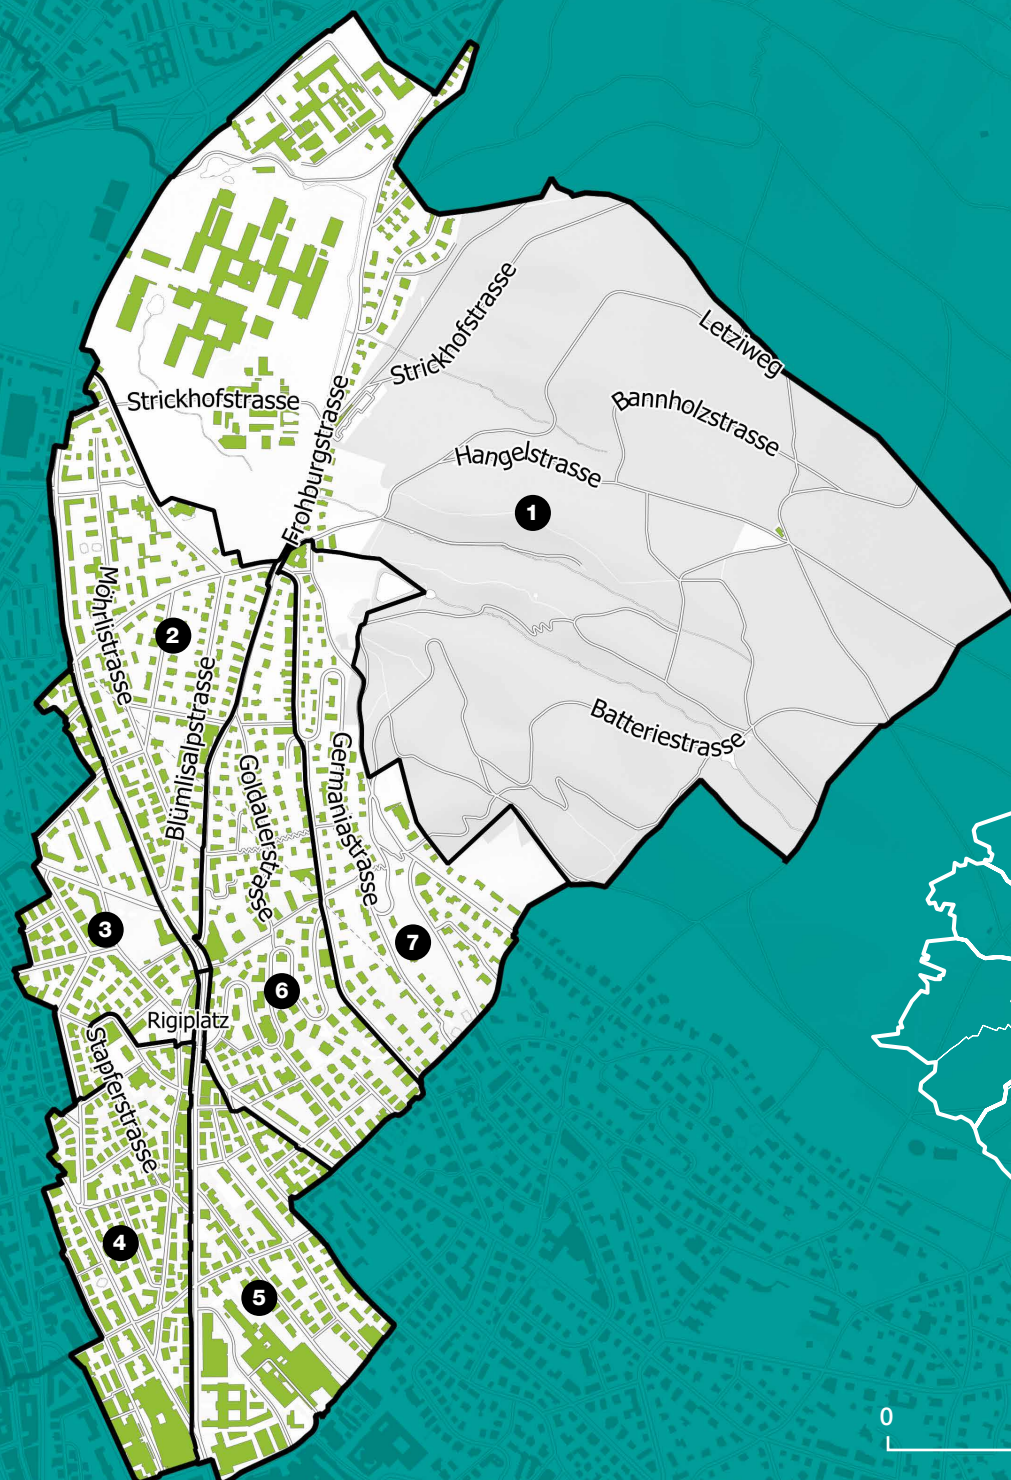 Strickhofstrasse
Letziweg
Strickhofstrasse
Bannholzstrasse
Frohburgstrasse
Hangelstrasse
1
Möhrlistrasse
2
Blümlisalpstrasse
Batteriestrasse
Goldauerstrasse
Germaniastrasse
3
7
6
Rigiplatz
Stapferstrasse
4
5
0